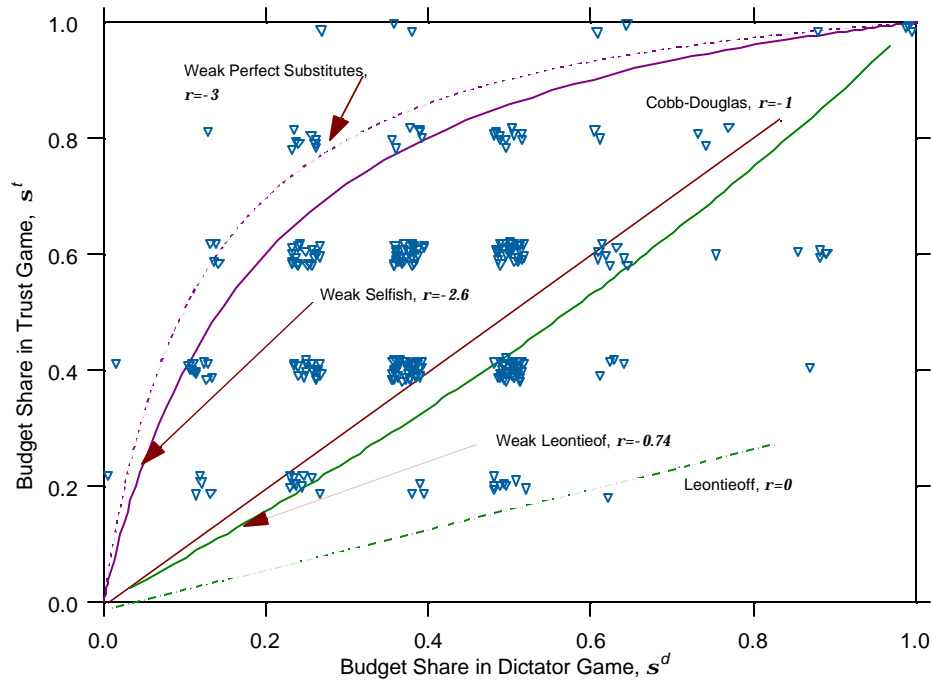 1.0
Weak Perfect Substitutes,
r=-3
Cobb-Douglas, r=-1
0.8
0.6
Weak Selfish, r=-2.6
0.4
Weak Leontieof, r=-0.74
Leontieoff, r=0
0.2
0.0
0.0 0.2 0.4 0.6 0.8 1.0
Budget Share in Trust Game, s^t
Budget Share in Dictator Game, s^d